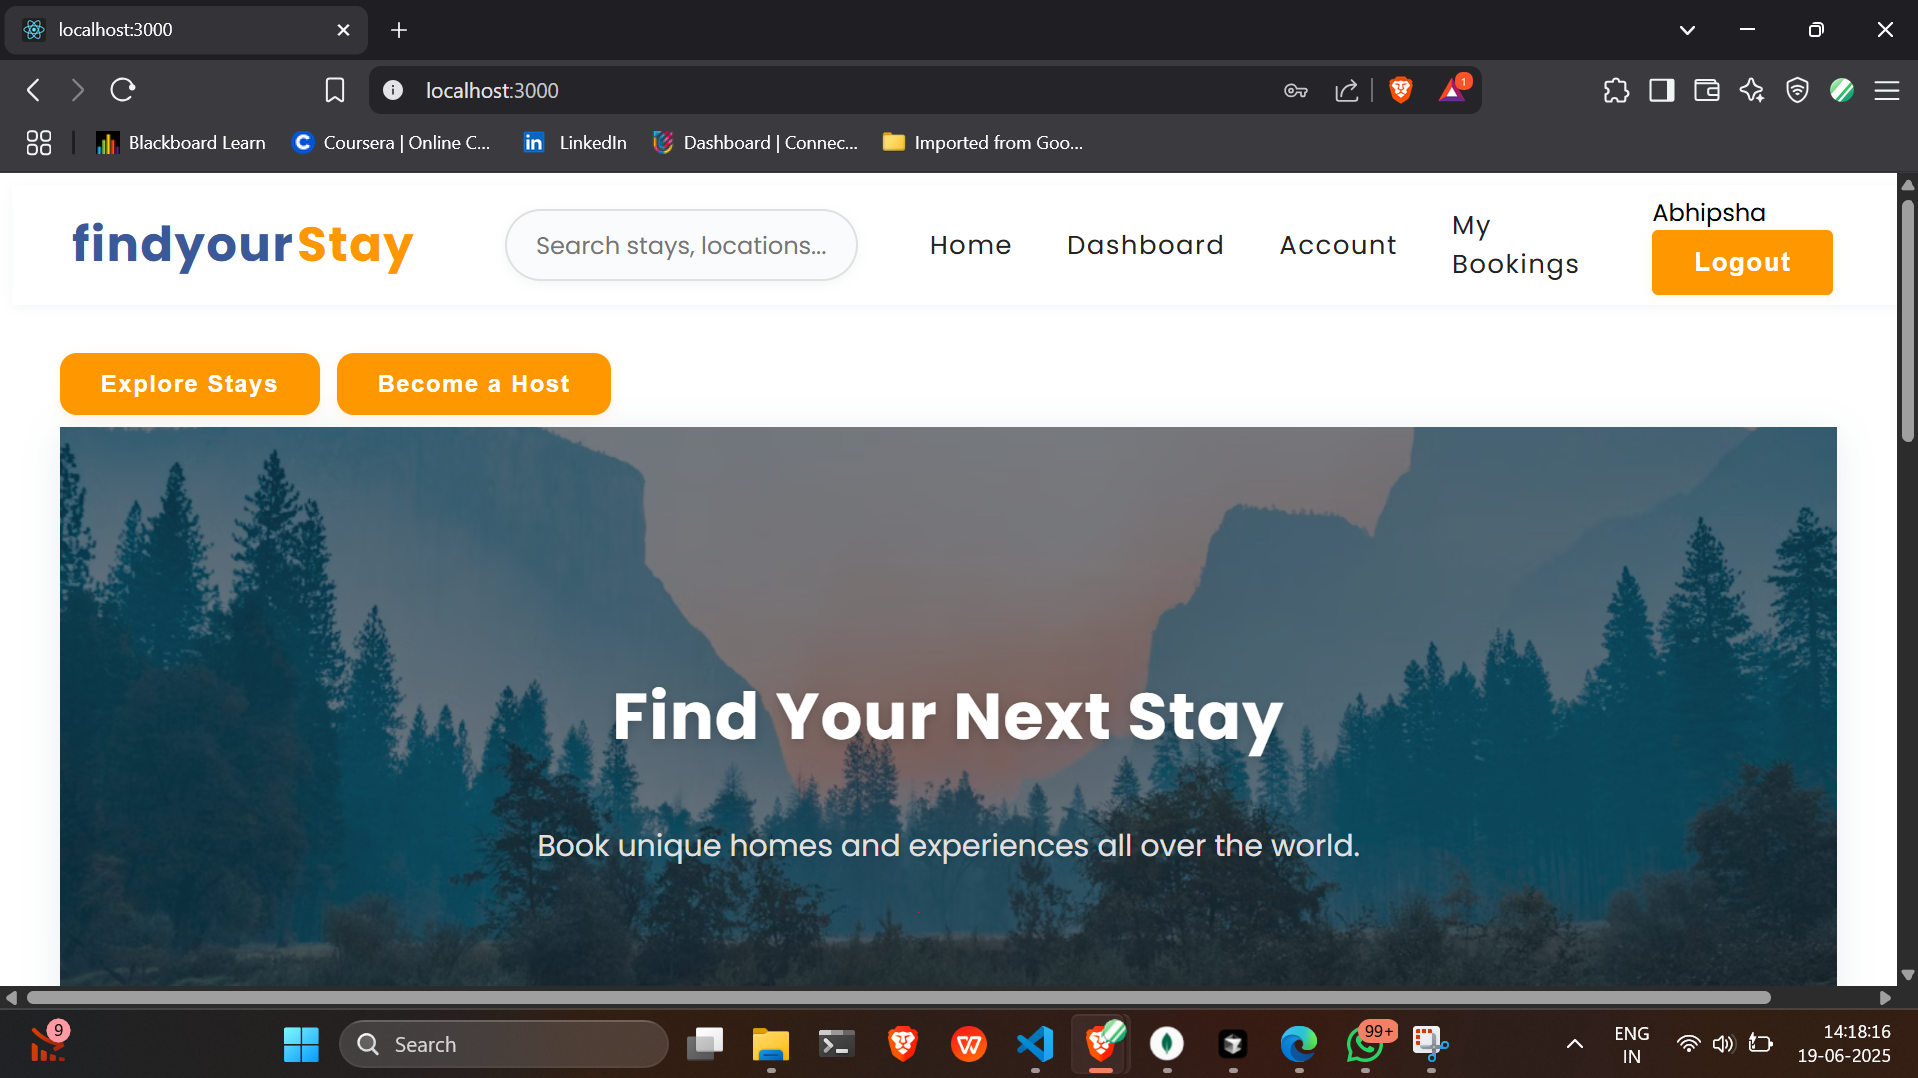 localhost:3000
localhost:3000
1
Blackboard Learn
Coursera | Online C...
LinkedIn
Dashboard | Connec...
Imported from Goo...
findyourStay
Search stays, locations...
Home
Dashboard
Account
My
Bookings
Abhipsha
Logout
Explore Stays
Become a Host
Find Your Next Stay
Book unique homes and experiences all over the world.
9
Search
99+
ENG
IN
14:18:16
19-06-2025